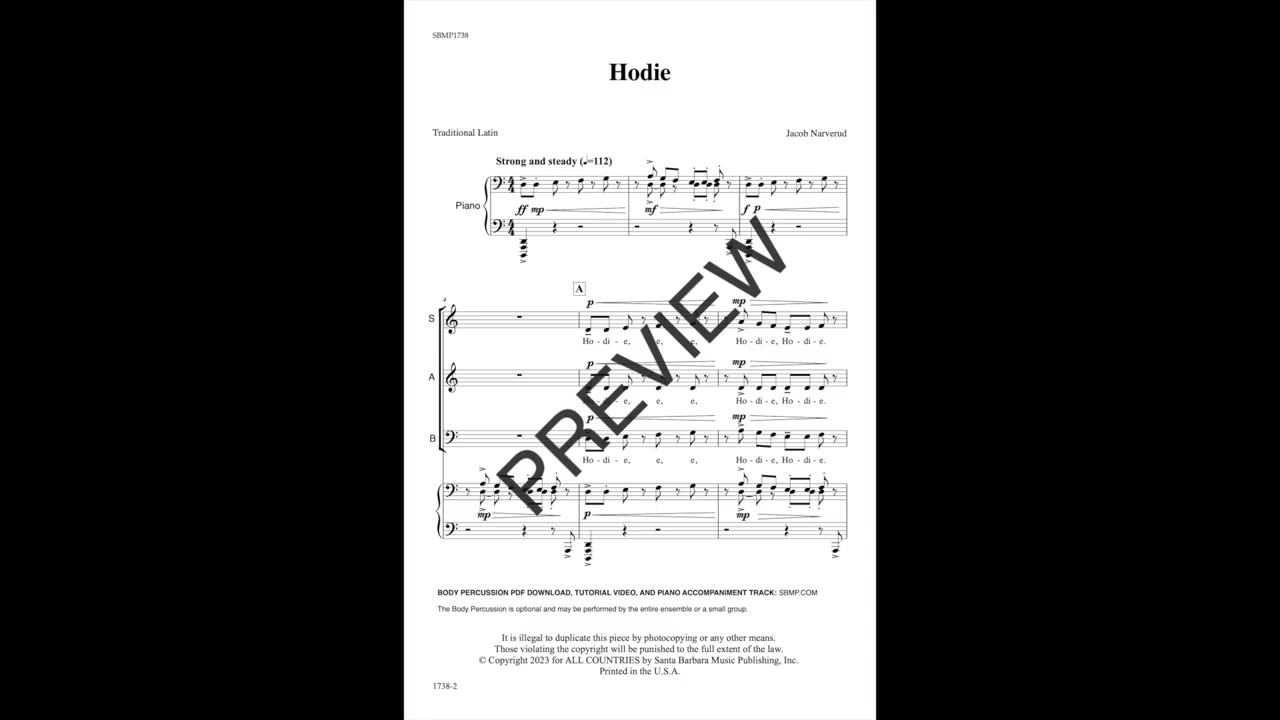 SBMP1738
Hodie
Traditional Latin
Jacob Narverud
Strong and steady (♩=112)
Piano
ff mp mf f p
4
A
p mp
S
Ho - di - e, e, e, Ho - di - e, Ho - di - e.
p mp
A
Ho - di - e, e, e, Ho - di - e, Ho - di - e.
p mp
B
Ho - di - e, e, e, Ho - di - e, Ho - di - e.
mp p mp
PREVIEW
BODY PERCUSSION PDF DOWNLOAD, TUTORIAL VIDEO, AND PIANO ACCOMPANIMENT TRACK: SBMP.COM
The Body Percussion is optional and may be performed by the entire ensemble or a small group.
It is illegal to duplicate this piece by photocopying or any other means.
Those violating the copyright will be punished to the full extent of the law.
© Copyright 2023 for ALL COUNTRIES by Santa Barbara Music Publishing, Inc.
Printed in the U.S.A.
1738-2